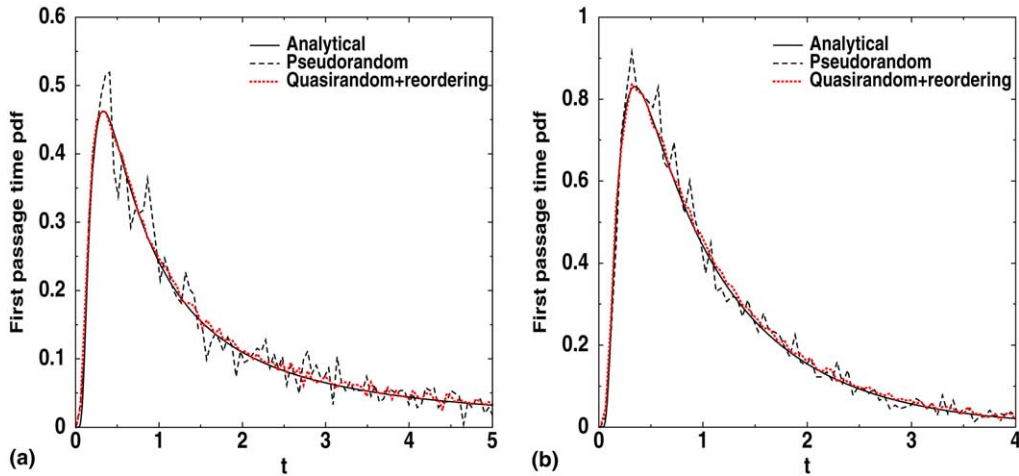 0.6
0.5
0.4
0.3
0.2
0.1
0
First passage time pdf
Analytical
Pseudorandom
Quasirandom+reordering
0 1 2 3 4 5
t
(a)
1
0.8
0.6
0.4
0.2
0
First passage time pdf
Analytical
Pseudorandom
Quasirandom+reordering
0 1 2 3 4
t
(b)